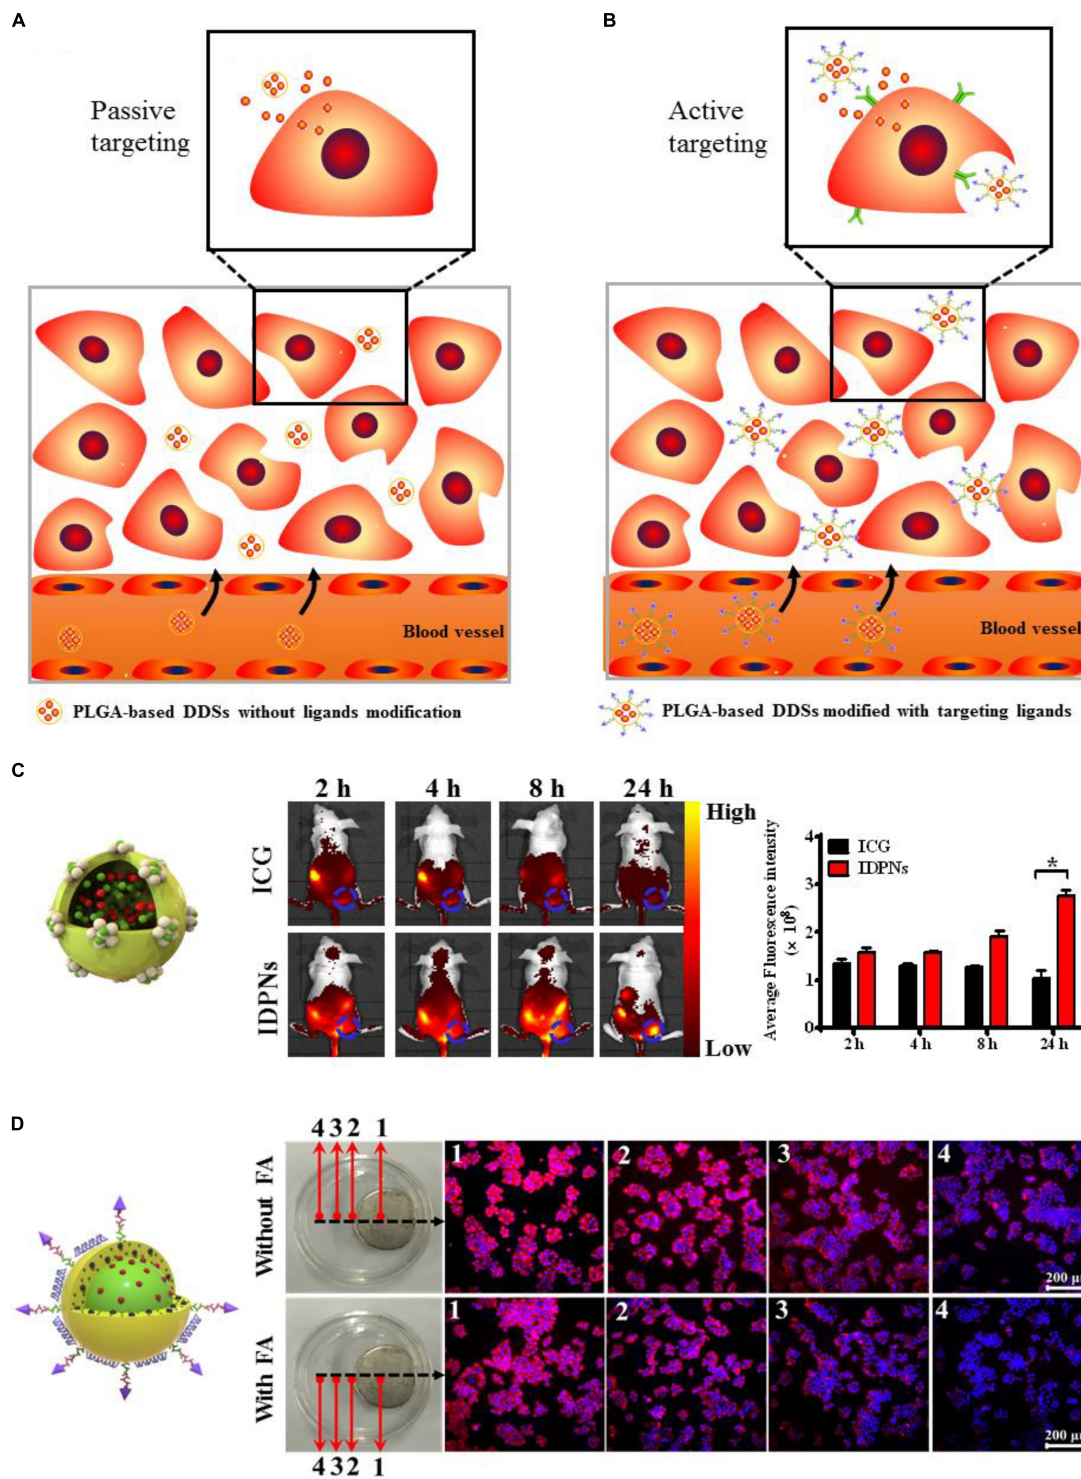 A
B
Passive
targeting
Active
targeting
Blood vessel
Blood vessel
PLGA-based DDSs without ligands modification
PLGA-based DDSs modified with targeting ligands
C
2 h
4 h
8 h
24 h
ICG
IDPNs
High
Low
Average Fluorescence intensity
(× 10⁸)
ICG
IDPNs
*
4
3
2
1
0
2 h
4 h
8 h
24 h
D
Without FA
4 3 2 1
1
2
3
4
200 μ
With FA
1
2
3
4
200 μ
4 3 2 1